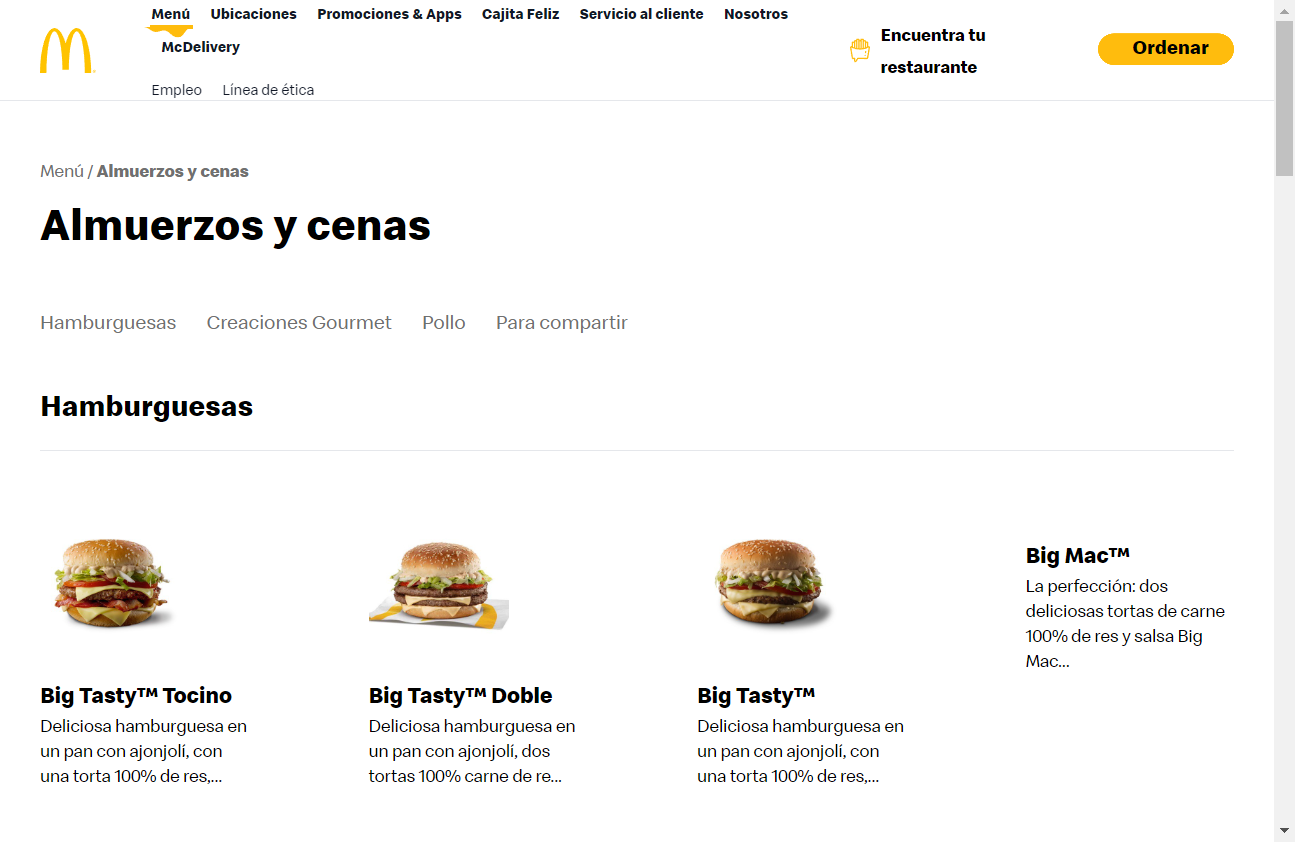 Menú Ubicaciones Promociones & Apps Cajita Feliz Servicio al cliente Nosotros
McDelivery
Empleo Línea de ética
Encuentra tu
restaurante
Ordenar
Menú / Almuerzos y cenas
Almuerzos y cenas
Hamburguesas Creaciones Gourmet Pollo Para compartir
Hamburguesas
Big Tasty™ Tocino
Deliciosa hamburguesa en
un pan con ajonjolí, con
una torta 100% de res,...
Big Tasty™ Doble
Deliciosa hamburguesa en
un pan con ajonjolí, dos
tortas 100% carne de re...
Big Tasty™
Deliciosa hamburguesa en
un pan con ajonjolí, con
una torta 100% de res,...
Big Mac™
La perfección: dos
deliciosas tortas de carne
100% de res y salsa Big
Mac...